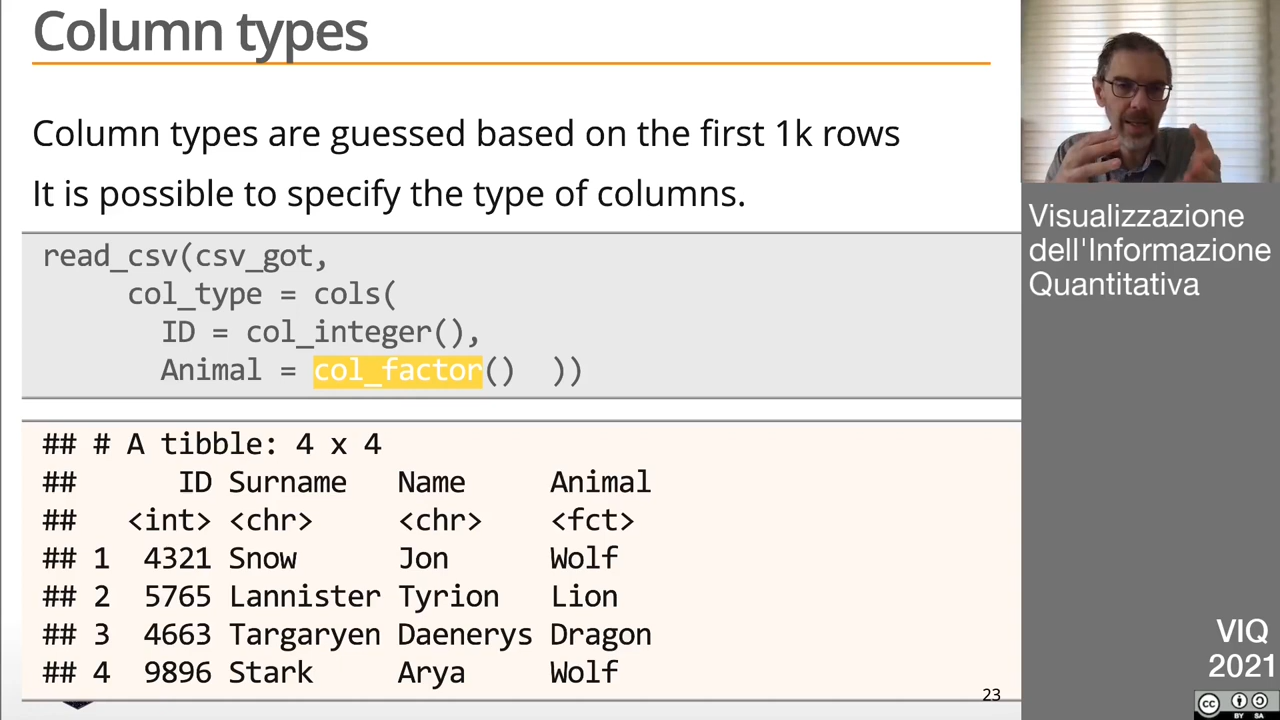 Column types
Column types are guessed based on the first 1k rows
It is possible to specify the type of columns.
read_csv(csv_got,
     col_type = cols(
       ID = col_integer(),
       Animal = col_factor()  ))
## # A tibble: 4 x 4
##      ID Surname   Name     Animal
##   <int> <chr>     <chr>    <fct>
## 1  4321 Snow      Jon      Wolf
## 2  5765 Lannister Tyrion   Lion
## 3  4663 Targaryen Daenerys Dragon
## 4  9896 Stark     Arya     Wolf
23
Visualizzazione
dell'Informazione
Quantitativa
VIQ
2021
cc
BY SA